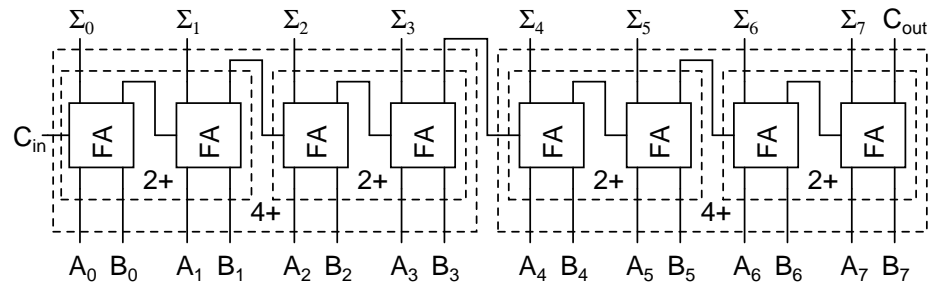 Σ₀ Σ₁ Σ₂ Σ₃ Σ₄ Σ₅ Σ₆ Σ₇ Cout
Cin FA FA FA FA FA FA FA FA
2+ 2+ 2+ 2+
4+ 4+
A₀ B₀ A₁ B₁ A₂ B₂ A₃ B₃ A₄ B₄ A₅ B₅ A₆ B₆ A₇ B₇